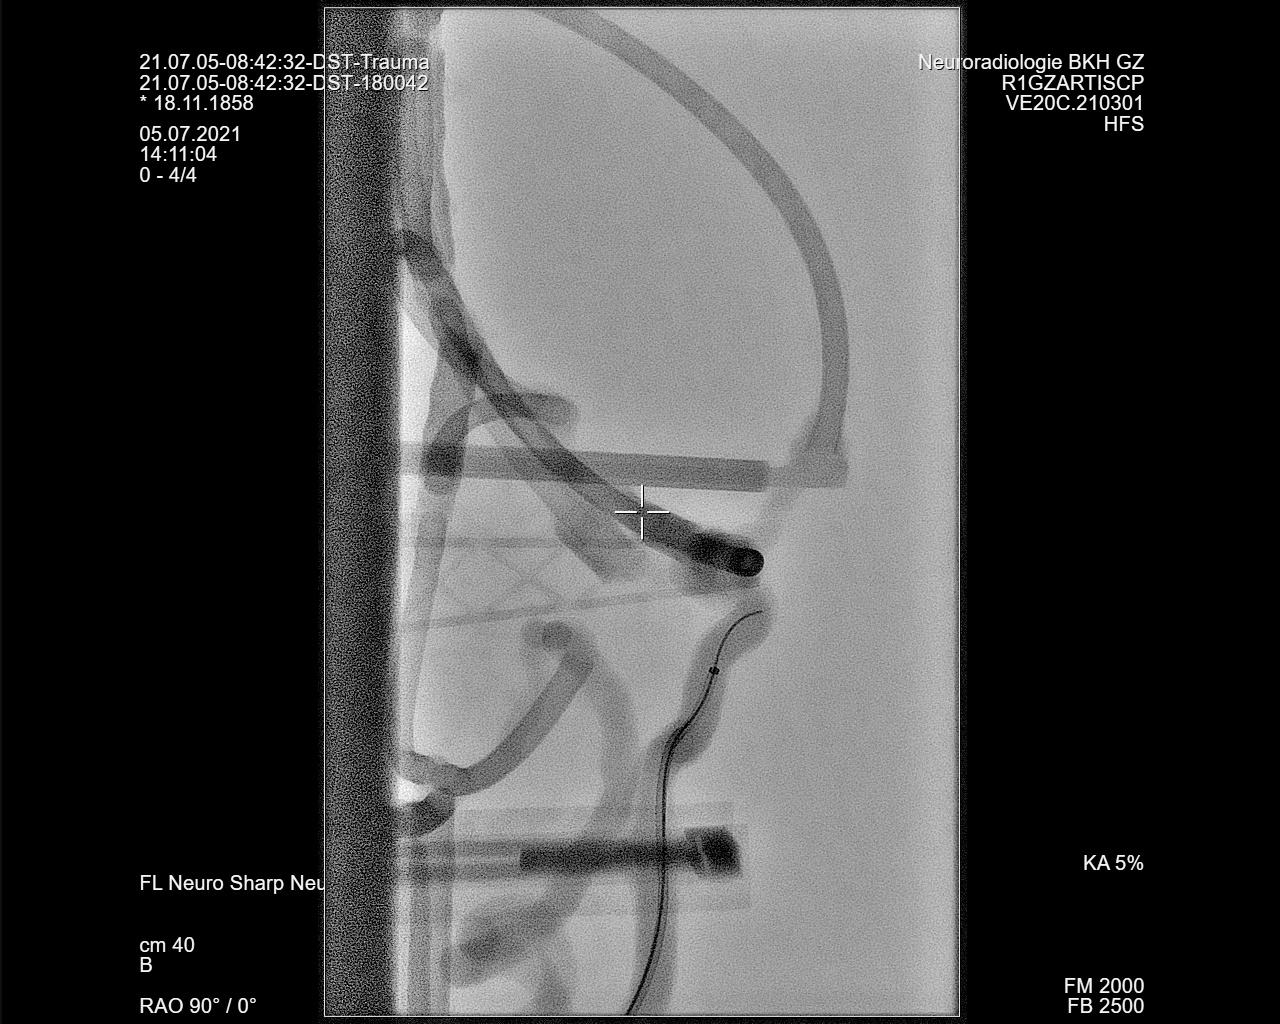 21.07.05-08:42:32-DST-Trauma
21.07.05-08:42:32-DST-180042
* 18.11.1858
05.07.2021
14:11:04
0 - 4/4
Neuroradiologie BKH GZ
R1GZARTISCP
VE20C.210301
HFS
FL Neuro Sharp Neu
cm 40
B
RAO 90° / 0°
KA 5%
FM 2000
FB 2500